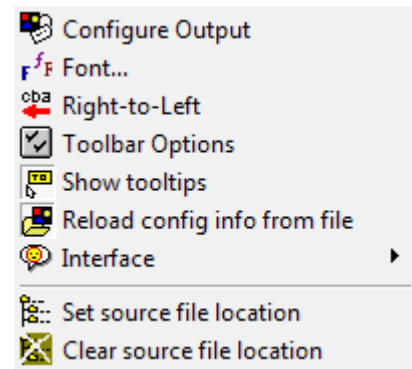 Configure Output
Font...
Right-to-Left
Toolbar Options
Show tooltips
Reload config info from file
Interface
Set source file location
Clear source file location